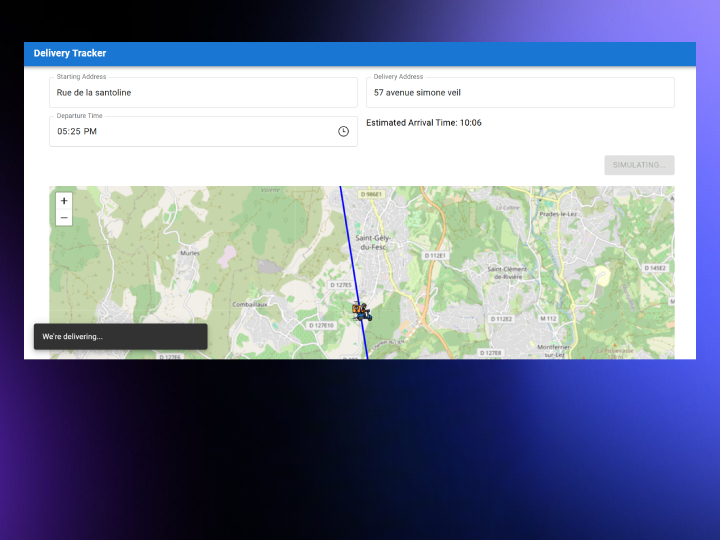 Delivery Tracker
Starting Address
Delivery Address
Rue de la santoline
57 avenue simone veil
Departure Time
05:25 PM
Estimated Arrival Time: 10:06
SIMULATING...
+
−
D 986E1
Prades-le-Lez
Saint-Gély-
du-Fesc
Murles
D 112E1
D 145E2
Saint-Clément
-de-Rivière
D 127E5
Combaillaux
D 112E2
M 112
D 127E10
We're delivering...
Montferrier-
sur-Lez
D 127E6
D 127E8